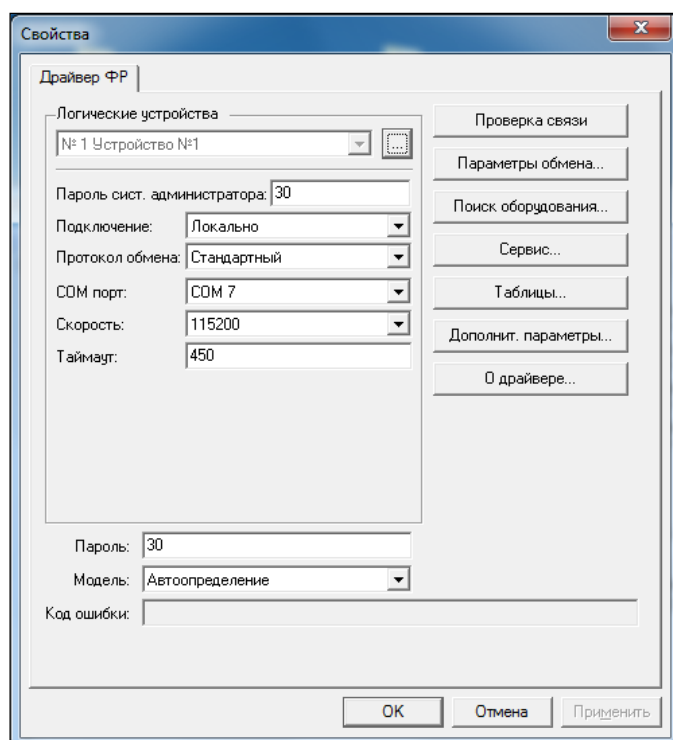 Свойства
Драйвер ФР
Логические устройства
№ 1 Устройство №1
...
Пароль сист. администратора: 30
Подключение: Локально
Протокол обмена: Стандартный
COM порт: COM 7
Скорость: 115200
Таймаут: 450
Проверка связи
Параметры обмена...
Поиск оборудования...
Сервис...
Таблицы...
Дополнит. параметры...
О драйвере...
Пароль: 30
Модель: Автоопределение
Код ошибки:
OK Отмена Применить